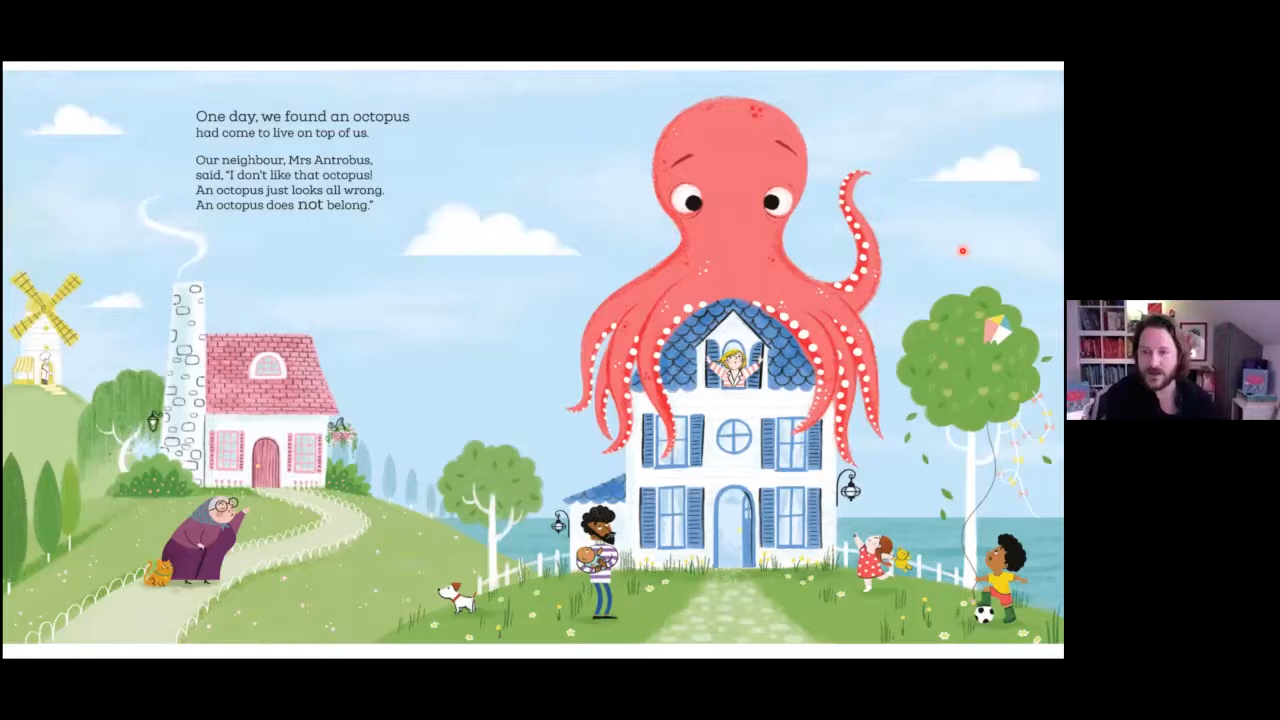 One day, we found an octopus
had come to live on top of us.
Our neighbour, Mrs Antrobus,
said, “I don’t like that octopus!
An octopus just looks all wrong.
An octopus does not belong.”